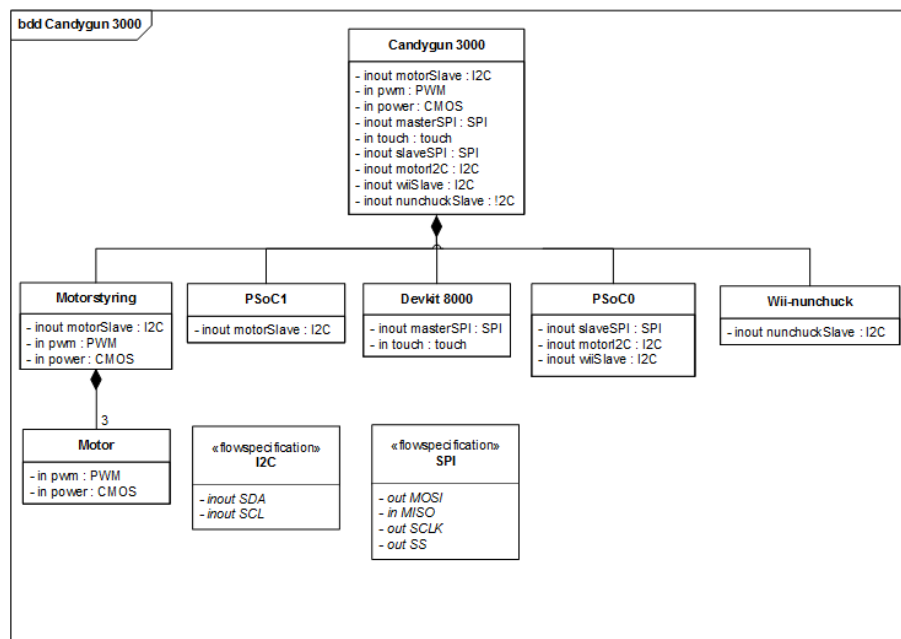 bdd Candygun 3000
Candygun 3000
- inout motorSlave : I2C
- in pwm : PWM
- in power : CMOS
- inout masterSPI : SPI
- in touch : touch
- inout slaveSPI : SPI
- inout motorI2C : I2C
- inout wiiSlave : I2C
- inout nunchuckSlave : !2C
Motorstyring
- inout motorSlave : I2C
- in pwm : PWM
- in power : CMOS
PSoC1
- inout motorSlave : I2C
Devkit 8000
- inout masterSPI : SPI
- in touch : touch
PSoC0
- inout slaveSPI : SPI
- inout motorI2C : I2C
- inout wiiSlave : I2C
Wii-nunchuck
- inout nunchuckSlave : I2C
3
Motor
- in pwm : PWM
- in power : CMOS
«flowspecification»
I2C
- inout SDA
- inout SCL
«flowspecification»
SPI
- out MOSI
- in MISO
- out SCLK
- out SS